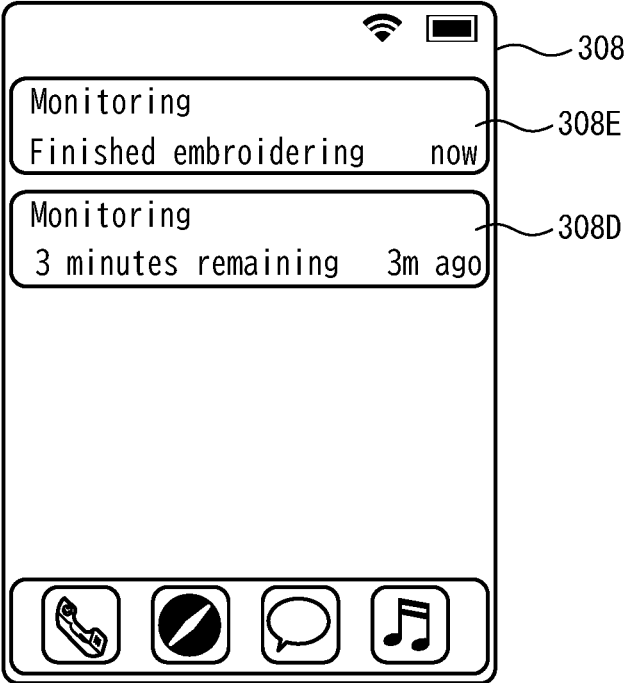 308
Monitoring
Finished embroidering now
308E
Monitoring
3 minutes remaining 3m ago
308D